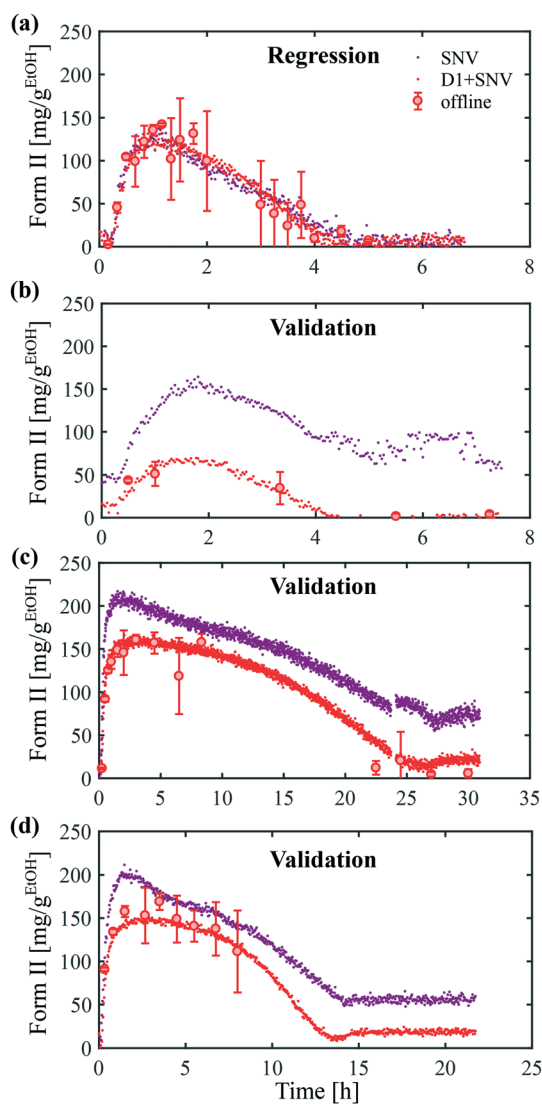 (a)
Regression
SNV
D1+SNV
offline
Form II [mg/g^EtOH]
250
200
150
100
50
0
0 2 4 6 8
(b)
Validation
Form II [mg/g^EtOH]
250
200
150
100
50
0
0 2 4 6 8
(c)
Validation
Form II [mg/g^EtOH]
250
200
150
100
50
0
0 5 10 15 20 25 30 35
(d)
Validation
Form II [mg/g^EtOH]
250
200
150
100
50
0
0 5 10 15 20 25
Time [h]